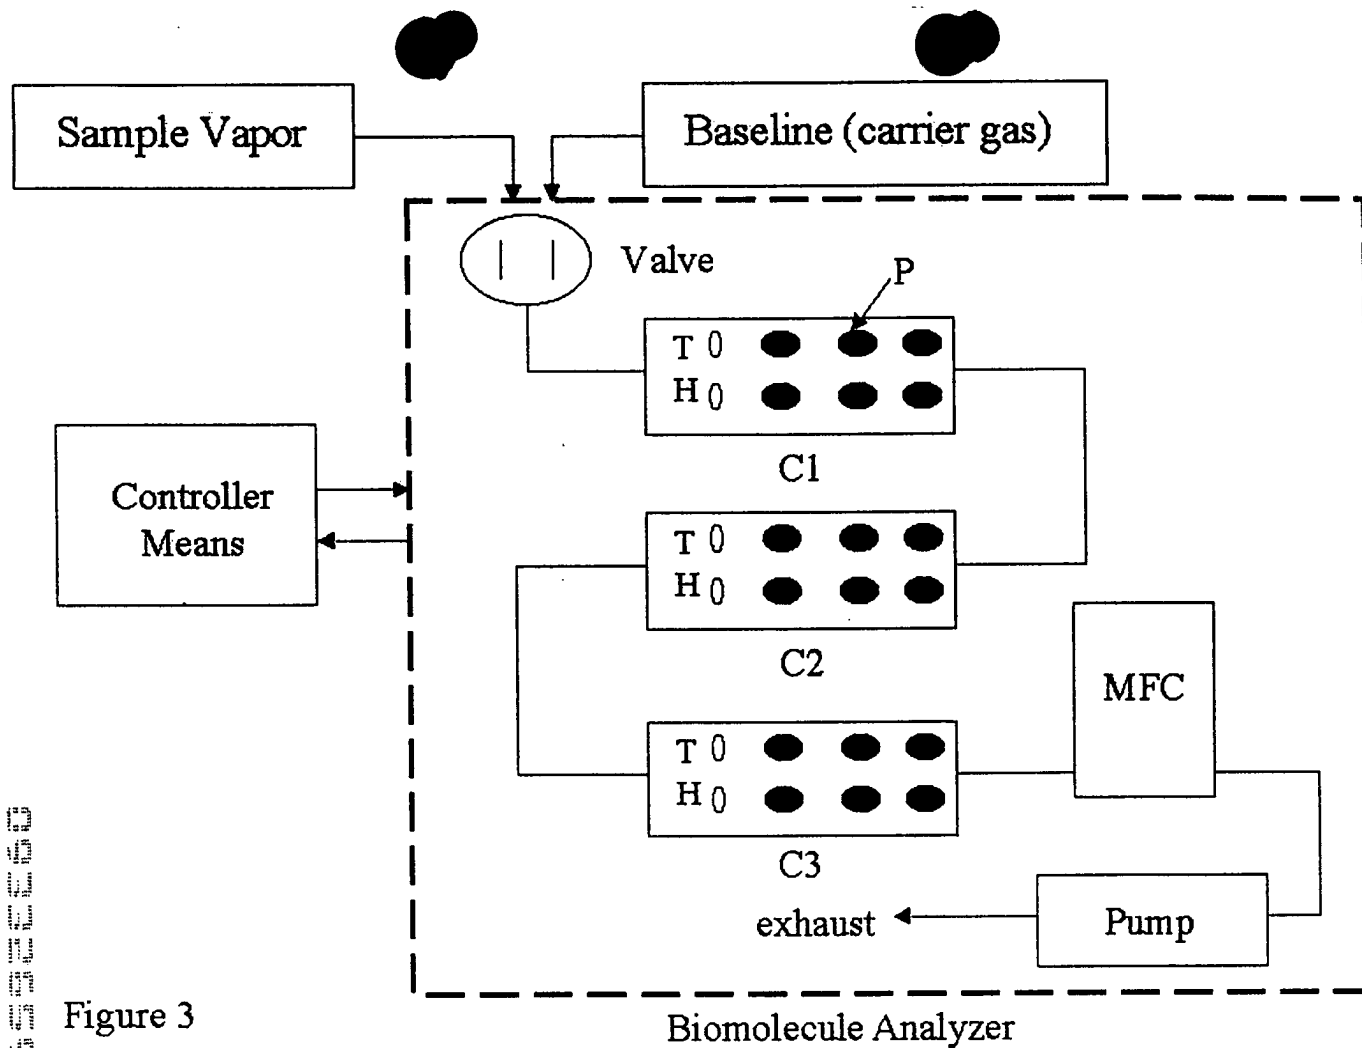 Sample Vapor
Baseline (carrier gas)
Valve
P
T 0
H 0
C1
Controller
Means
T 0
H 0
C2
MFC
T 0
H 0
C3
exhaust
Pump
Figure 3
Biomolecule Analyzer